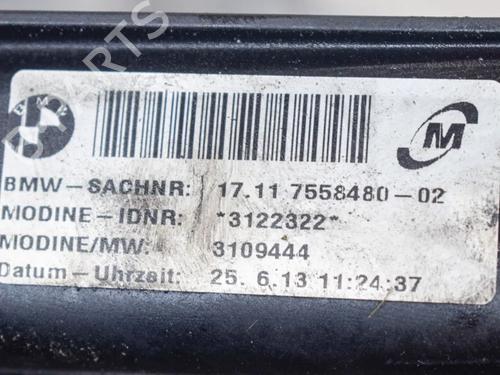 BMW
M
BMW-SACHNR: 17.11 7558480-02
MODINE-IDNR: *3122322*
MODINE/MW: 3109444
Datum-Uhrzeit: 25. 6.13 11:24:37